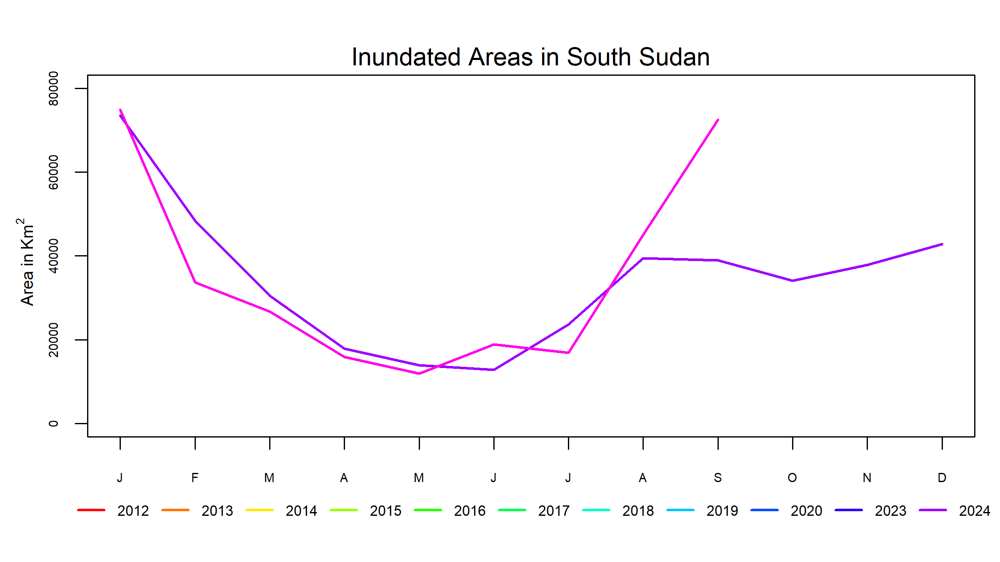 Inundated Areas in South Sudan
Area in Km²
80000
60000
40000
20000
0
J F M A M J J A S O N D
2012 2013 2014 2015 2016 2017 2018 2019 2020 2023 2024